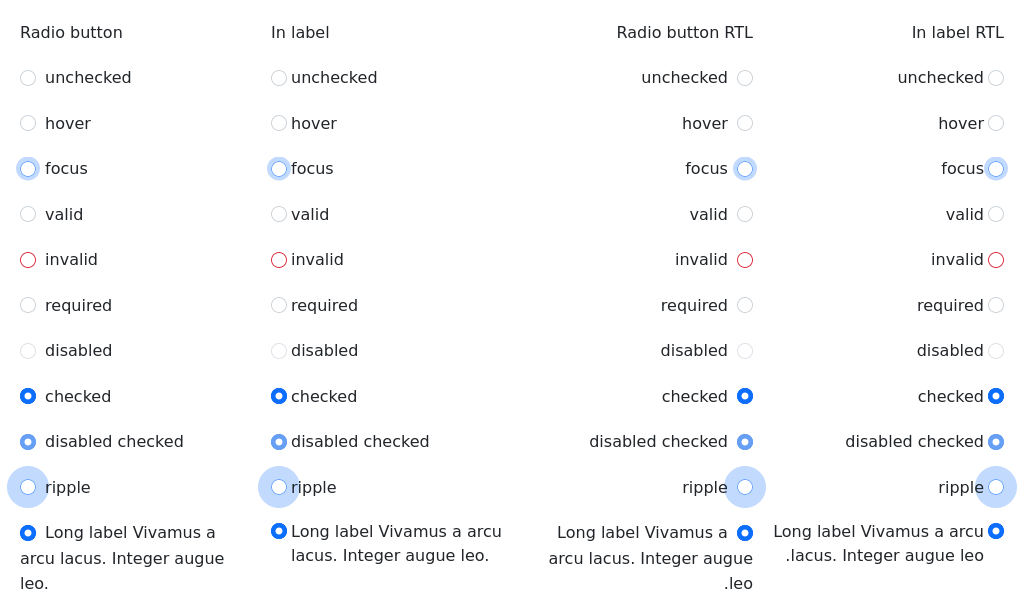 Radio button
unchecked
hover
focus
valid
invalid
required
disabled
checked
disabled checked
ripple
Long label Vivamus a
arcu lacus. Integer augue
leo.
In label
unchecked
hover
focus
valid
invalid
required
disabled
checked
disabled checked
ripple
Long label Vivamus a arcu
lacus. Integer augue leo.
Radio button RTL
unchecked
hover
focus
valid
invalid
required
disabled
checked
disabled checked
ripple
Long label Vivamus a
arcu lacus. Integer augue
.leo
In label RTL
unchecked
hover
focus
valid
invalid
required
disabled
checked
disabled checked
ripple
Long label Vivamus a arcu
.lacus. Integer augue leo